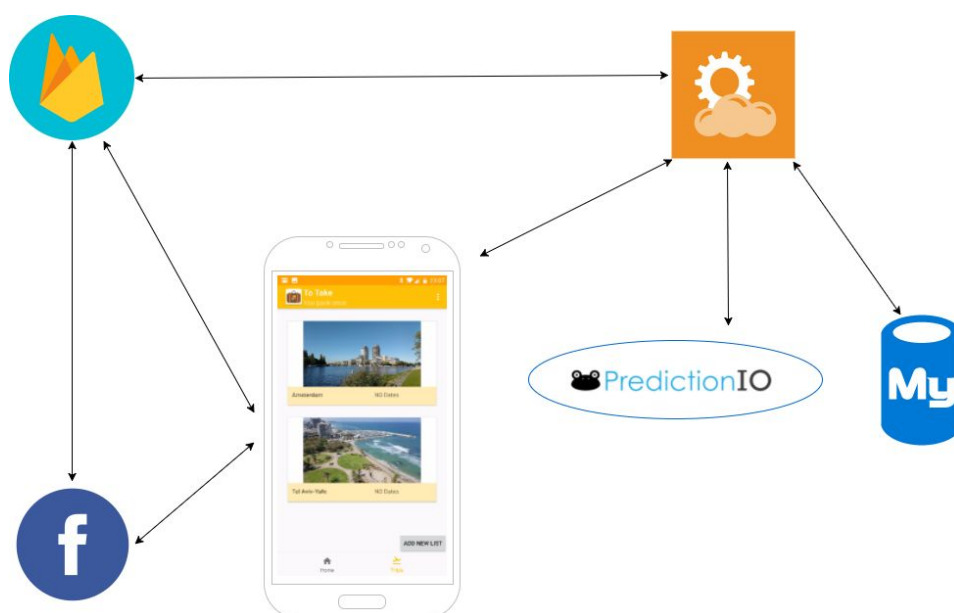 To Take
Amsterdam NO Dates
PredictionIO
My
Tel Aviv-Yafo NO Dates
ADD NEW LIST
Home
Trips
f